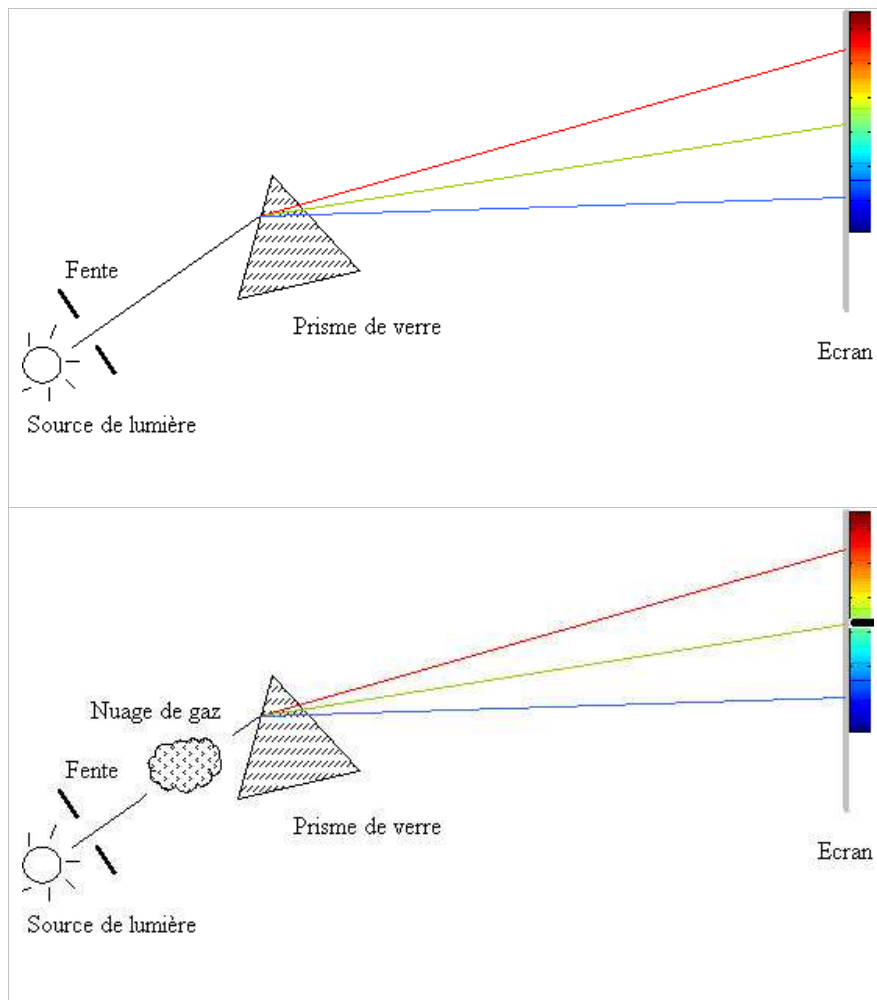 Fente
Prisme de verre
Ecran
Source de lumière
Nuage de gaz
Fente
Prisme de verre
Ecran
Source de lumière